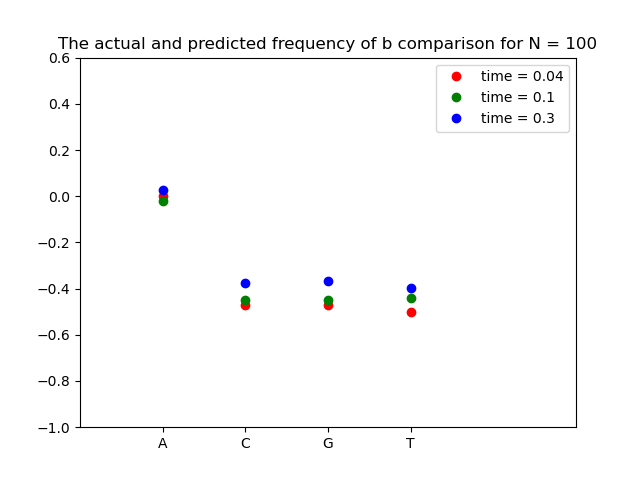 The actual and predicted frequency of b comparison for N = 100
0.6
time = 0.04
time = 0.1
time = 0.3
0.4
0.2
0.0
−0.2
−0.4
−0.6
−0.8
−1.0
A C G T